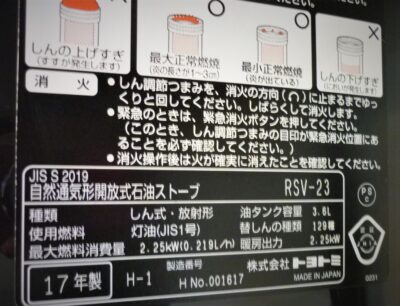 しんの上げすぎ
(すすが発生します)
最大正常燃焼
(炎の長さが1~3cm)
最小正常燃焼
(炎が出ている)
しんの下げすぎ
(においが発生します)
消火
●しん調節つまみを、消火の方向( )に止まるまでゆっ
くりと回してください。しばらくして消火します。
●緊急のときは、緊急消火ボタンを押してください。
(このとき、しん調節つまみの目印が緊急消火位置にあ
ることを必ず確認してください。)
●消火操作後は火が確実に消えたことを確認してください。
JIS S 2019
自然通気形開放式石油ストーブ RSV-23
種類 しん式・放射形 油タンク容量 3.6L
使用燃料 灯油(JIS1号) 替しんの種類 129種
最大燃料消費量 2.25kW(0.219L/h) 暖房出力 2.25kW
17年製 H-1 製造番号 H No.001617 株式会社 トヨトミ
MADE IN JAPAN
PS
C
0231